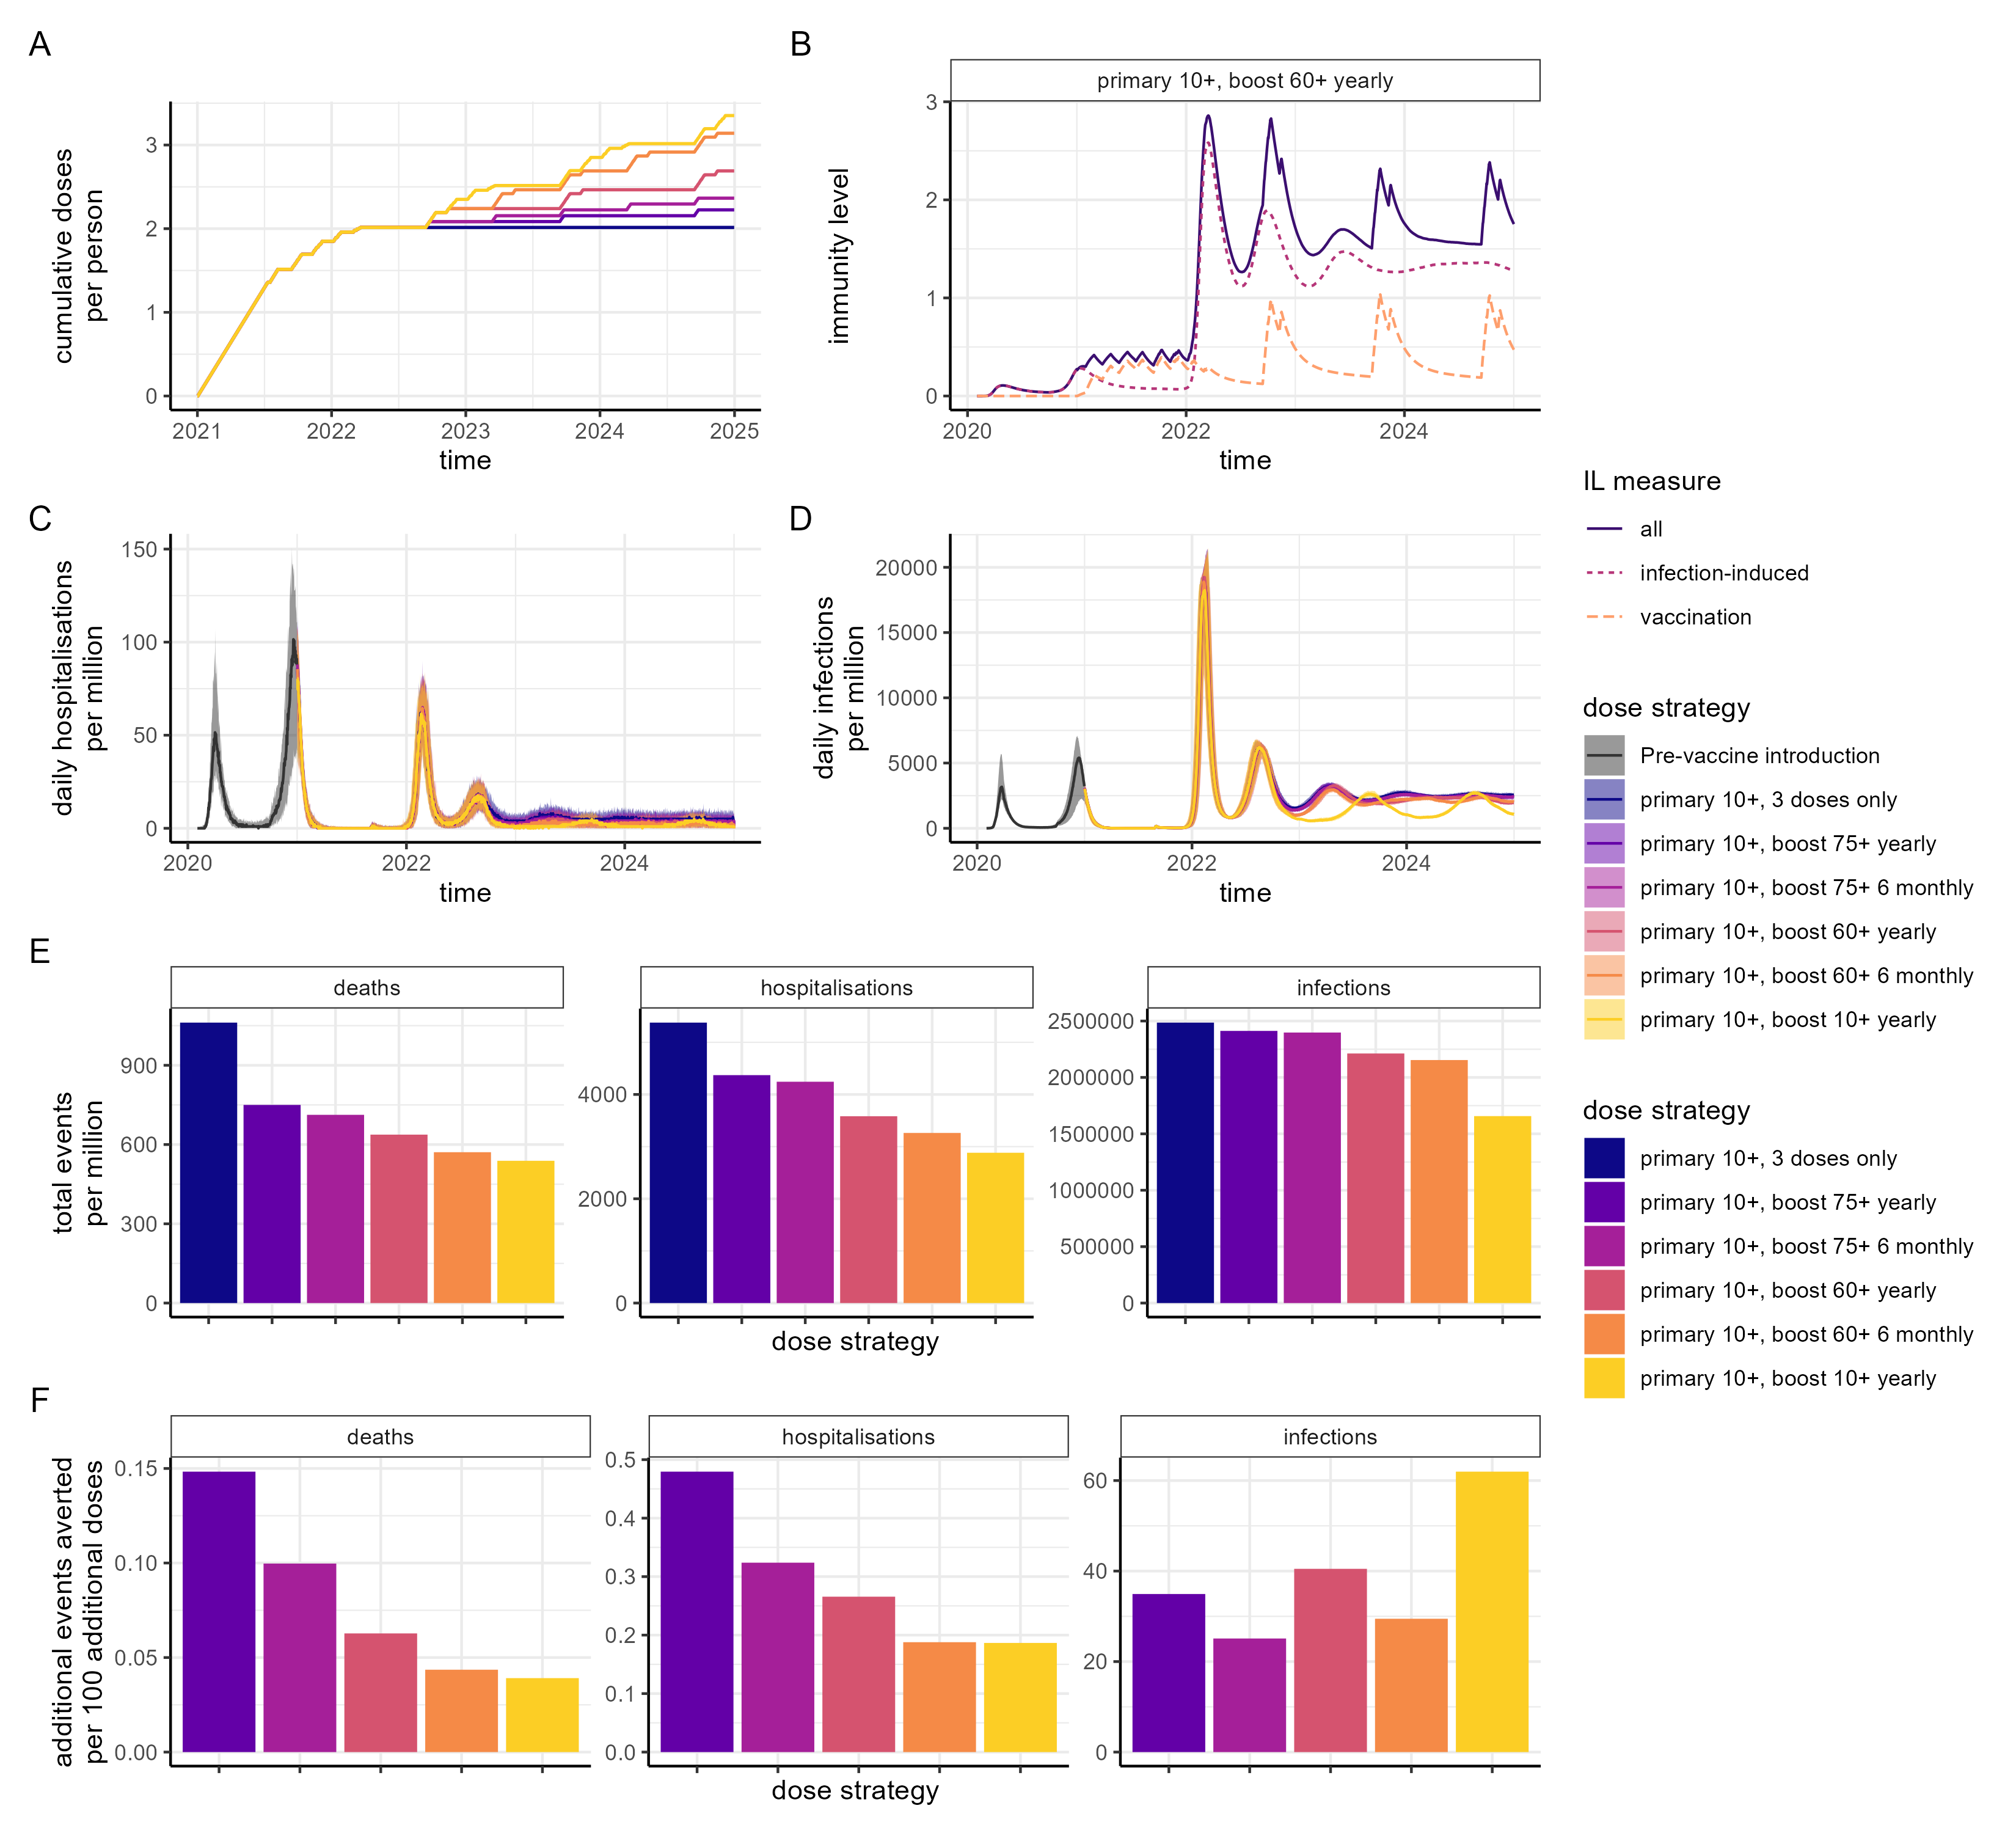 A
cumulative doses
per person
3
2
1
0
2021
2022
2023
2024
2025
time
B
primary 10+, boost 60+ yearly
immunity level
3
2
1
0
2020
2022
2024
time
C
daily hospitalisations
per million
150
100
50
0
2020
2022
2024
time
D
daily infections
per million
20000
15000
10000
5000
0
2020
2022
2024
time
IL measure
all
infection-induced
vaccination
dose strategy
Pre-vaccine introduction
primary 10+, 3 doses only
primary 10+, boost 75+ yearly
primary 10+, boost 75+ 6 monthly
primary 10+, boost 60+ yearly
primary 10+, boost 60+ 6 monthly
primary 10+, boost 10+ yearly
dose strategy
primary 10+, 3 doses only
primary 10+, boost 75+ yearly
primary 10+, boost 75+ 6 monthly
primary 10+, boost 60+ yearly
primary 10+, boost 60+ 6 monthly
primary 10+, boost 10+ yearly
E
total events
per million
deaths
900
600
300
0
hospitalisations
4000
2000
0
infections
2500000
2000000
1500000
1000000
500000
0
dose strategy
F
additional events averted
per 100 additional doses
deaths
0.15
0.10
0.05
0.00
hospitalisations
0.5
0.4
0.3
0.2
0.1
0.0
infections
60
40
20
0
dose strategy